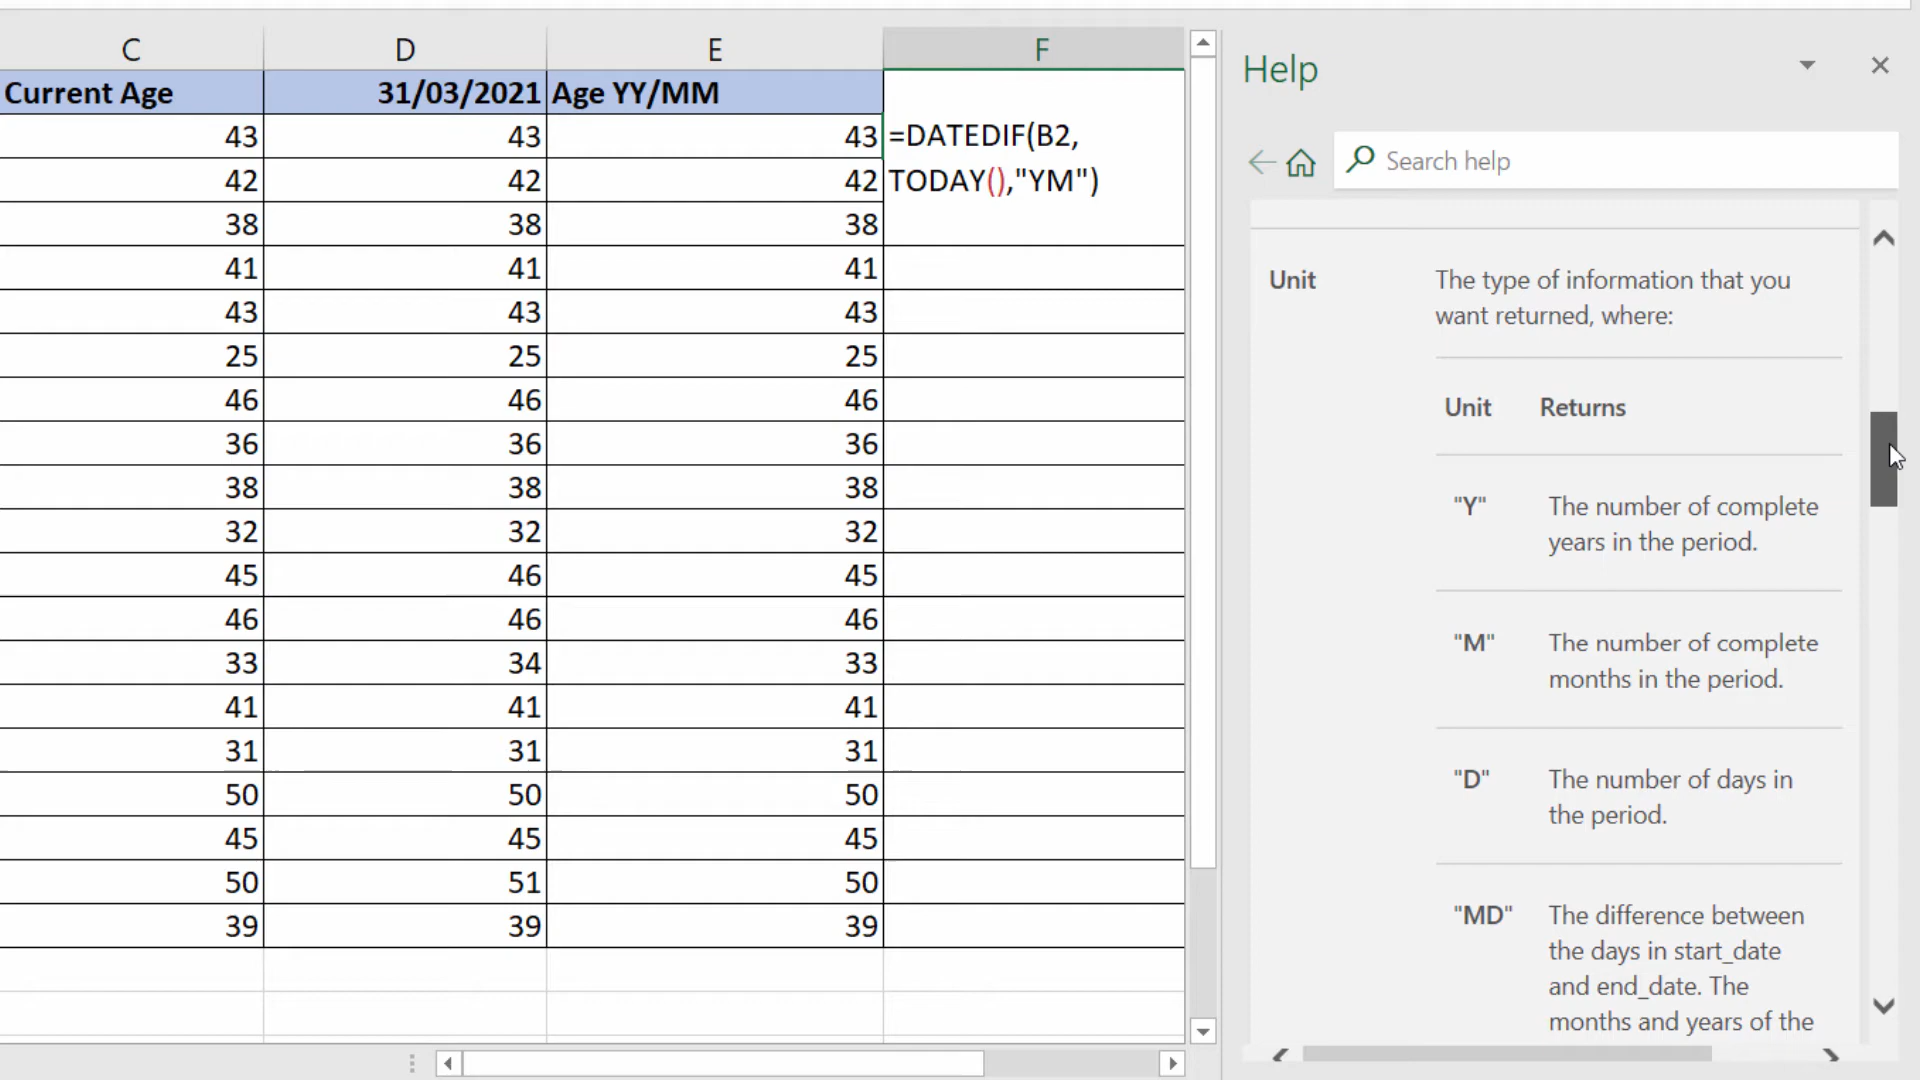 C D E F
Current Age 31/03/2021 Age YY/MM
43 43 43 =DATEDIF(B2,
42 42 42 TODAY(),"YM")
38 38 38
41 41 41
43 43 43
25 25 25
46 46 46
36 36 36
38 38 38
32 32 32
45 46 45
46 46 46
33 34 33
41 41 41
31 31 31
50 50 50
45 45 45
50 51 50
39 39 39
Help
Search help
Unit The type of information that you
want returned, where:
Unit Returns
"Y" The number of complete
years in the period.
"M" The number of complete
months in the period.
"D" The number of days in
the period.
"MD" The difference between
the days in start_date
and end_date. The
months and years of the